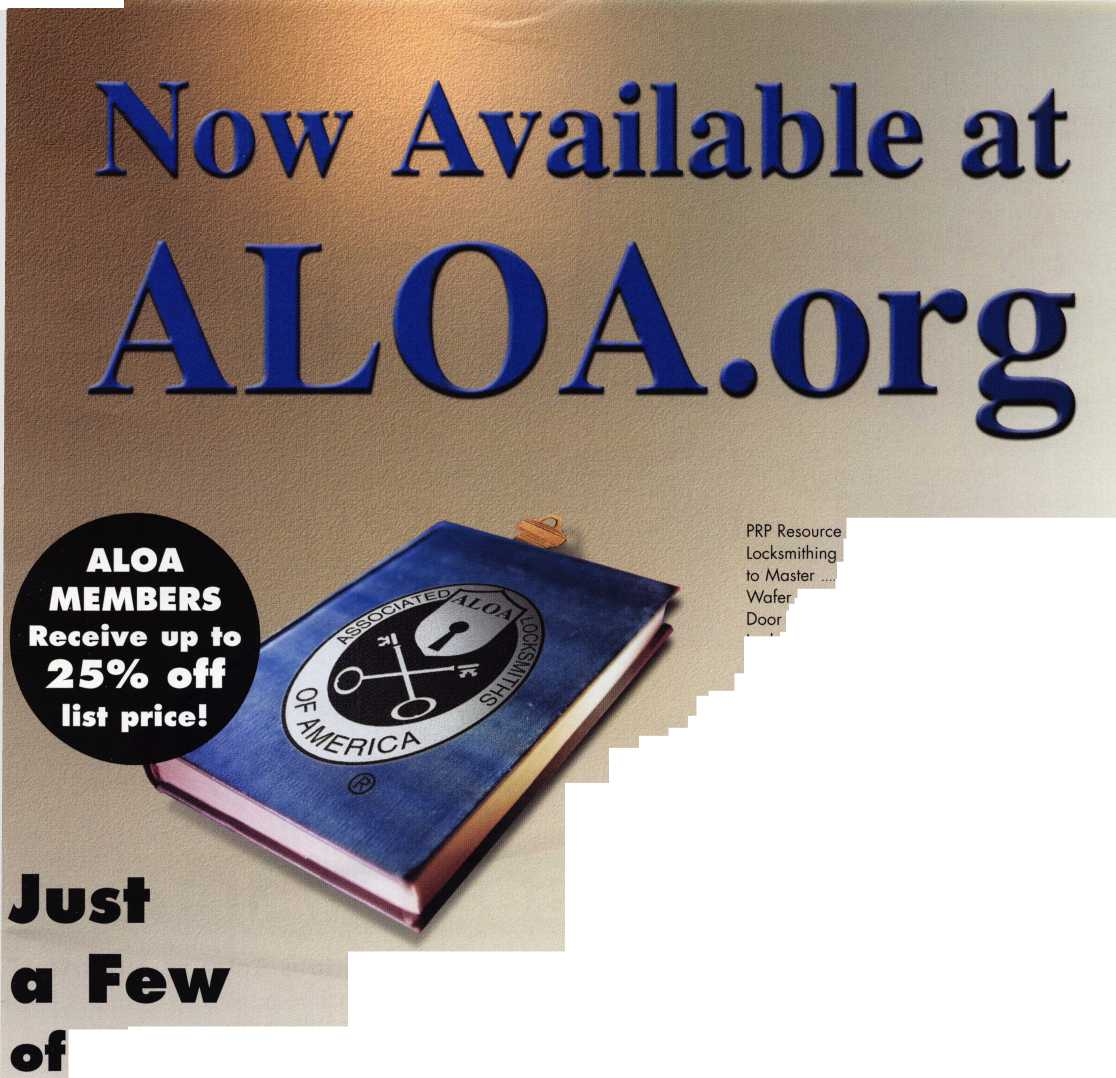 Now Available at
ALOA.org
ALOA
MEMBERS
Receive up to
25% off
list price!
ASSOCIATED
ALOA
LOCKSMITHS
OF AMERICA
®
PRP Resource
Locksmithing
to Master ....
Wafer
Door
Just
a Few
of